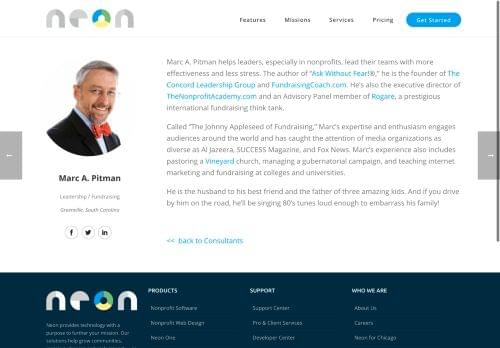 neon
Features
Missions
Services
Pricing
Get Started
Marc A. Pitman helps leaders, especially in nonprofits, lead their teams with more
effectiveness and less stress. The author of "Ask Without Fear!®," he is the founder of The
Concord Leadership Group and FundraisingCoach.com. He's also the executive director of
TheNonprofitAcademy.com and an Advisory Panel member of Rogare, a prestigious
international fundraising think tank.
Called "The Johnny Appleseed of Fundraising," Marc's expertise and enthusiasm engages
audiences around the world and has caught the attention of media organizations as
diverse as Al Jazeera, SUCCESS Magazine, and Fox News. Marc's experience also includes
pastoring a Vineyard church, managing a gubernatorial campaign, and teaching internet
marketing and fundraising at colleges and universities.
He is the husband to his best friend and the father of three amazing kids. And if you drive
by him on the road, he'll be singing 80's tunes loud enough to embarrass his family!
<< back to Consultants
Marc A. Pitman
Leadership / Fundraising
Greenville, South Carolina
neon
Neon provides technology with a
purpose to further your mission. Our
solutions help grow communities,
PRODUCTS
Nonprofit Software
Nonprofit Web Design
Neon One
SUPPORT
Support Center
Pro & Client Services
Developer Center
WHO WE ARE
About Us
Careers
Neon for Chicago